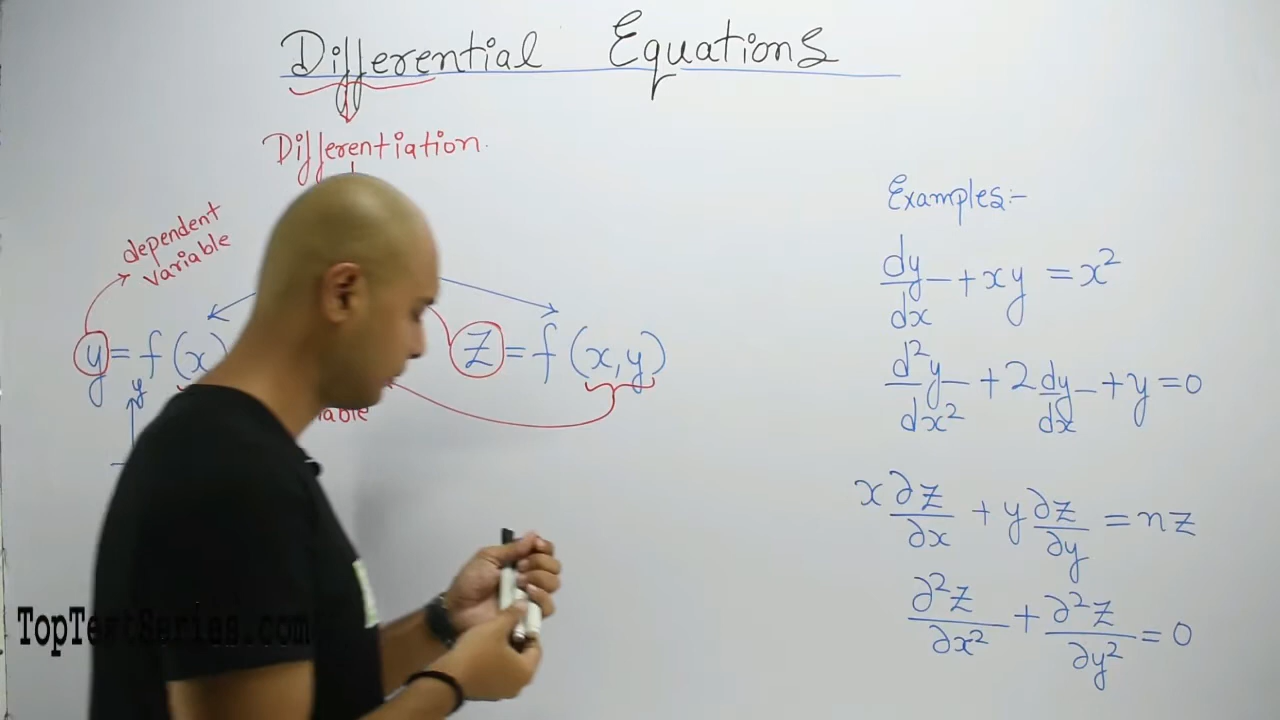 Differential Equations
Differentiation.
dependent
variable
y = f(x)
z = f(x,y)
y
Examples:-
dy/dx + xy = x²
d²y/dx² + 2 dy/dx + y = 0
x ∂z/∂x + y ∂z/∂y = nz
∂²z/∂x² + ∂²z/∂y² = 0
TopTestSeries.com